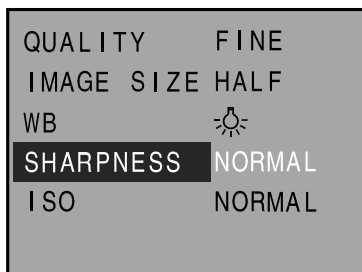 QUALITY FINE
IMAGE SIZE HALF
WB
SHARPNESS NORMAL
ISO NORMAL